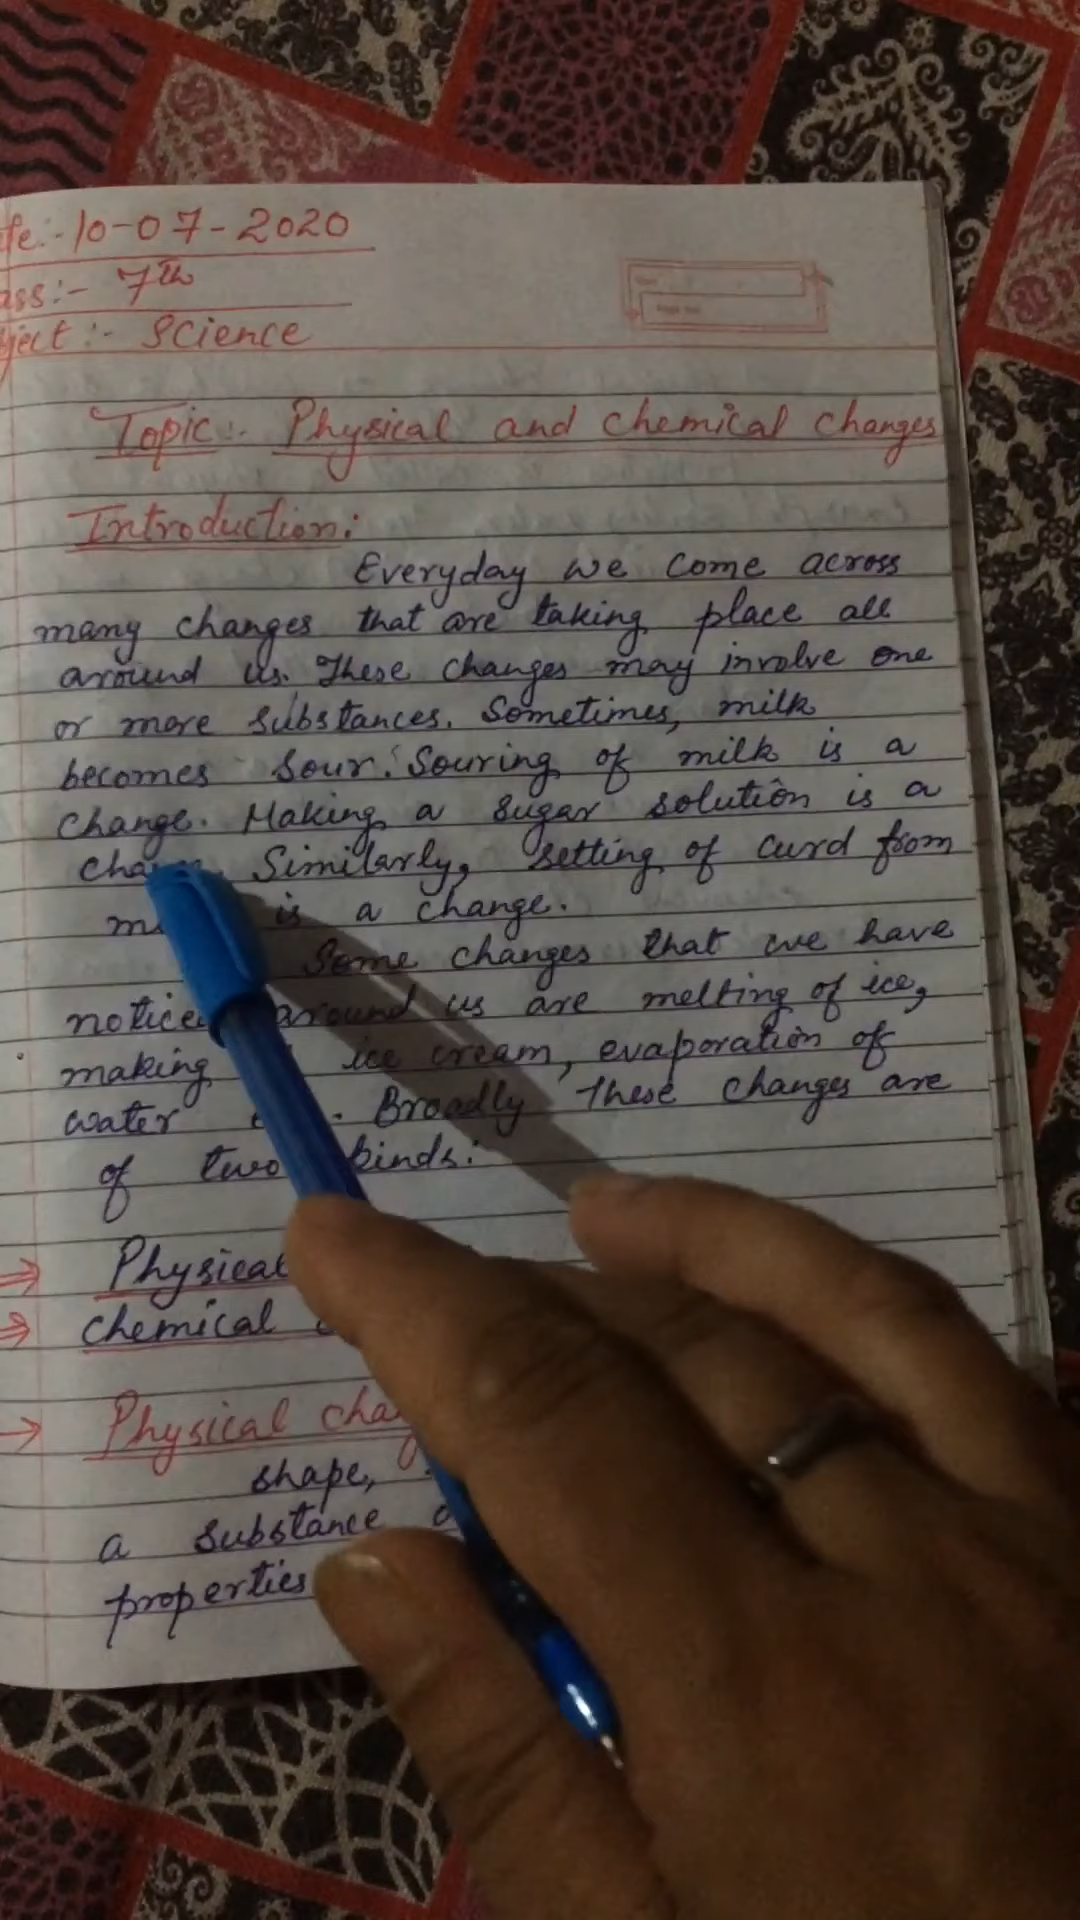 te:- 10-07-2020
ass:- 7th
ject:- Science
Topic:- Physical and chemical changes
Introduction:
Everyday we come across
many changes that are taking place all
around us. These changes may involve one
or more substances. Sometimes, milk
becomes sour. Souring of milk is a
change. Making a sugar solution is a
Similarly, setting of curd from
is a change.
Some changes that we have
around us are melting of ice,
making ice cream, evaporation of
water Broadly these changes are
of two kinds:
⇒ Physical
⇒ chemical
→ Physical
shape,
a substance
properties